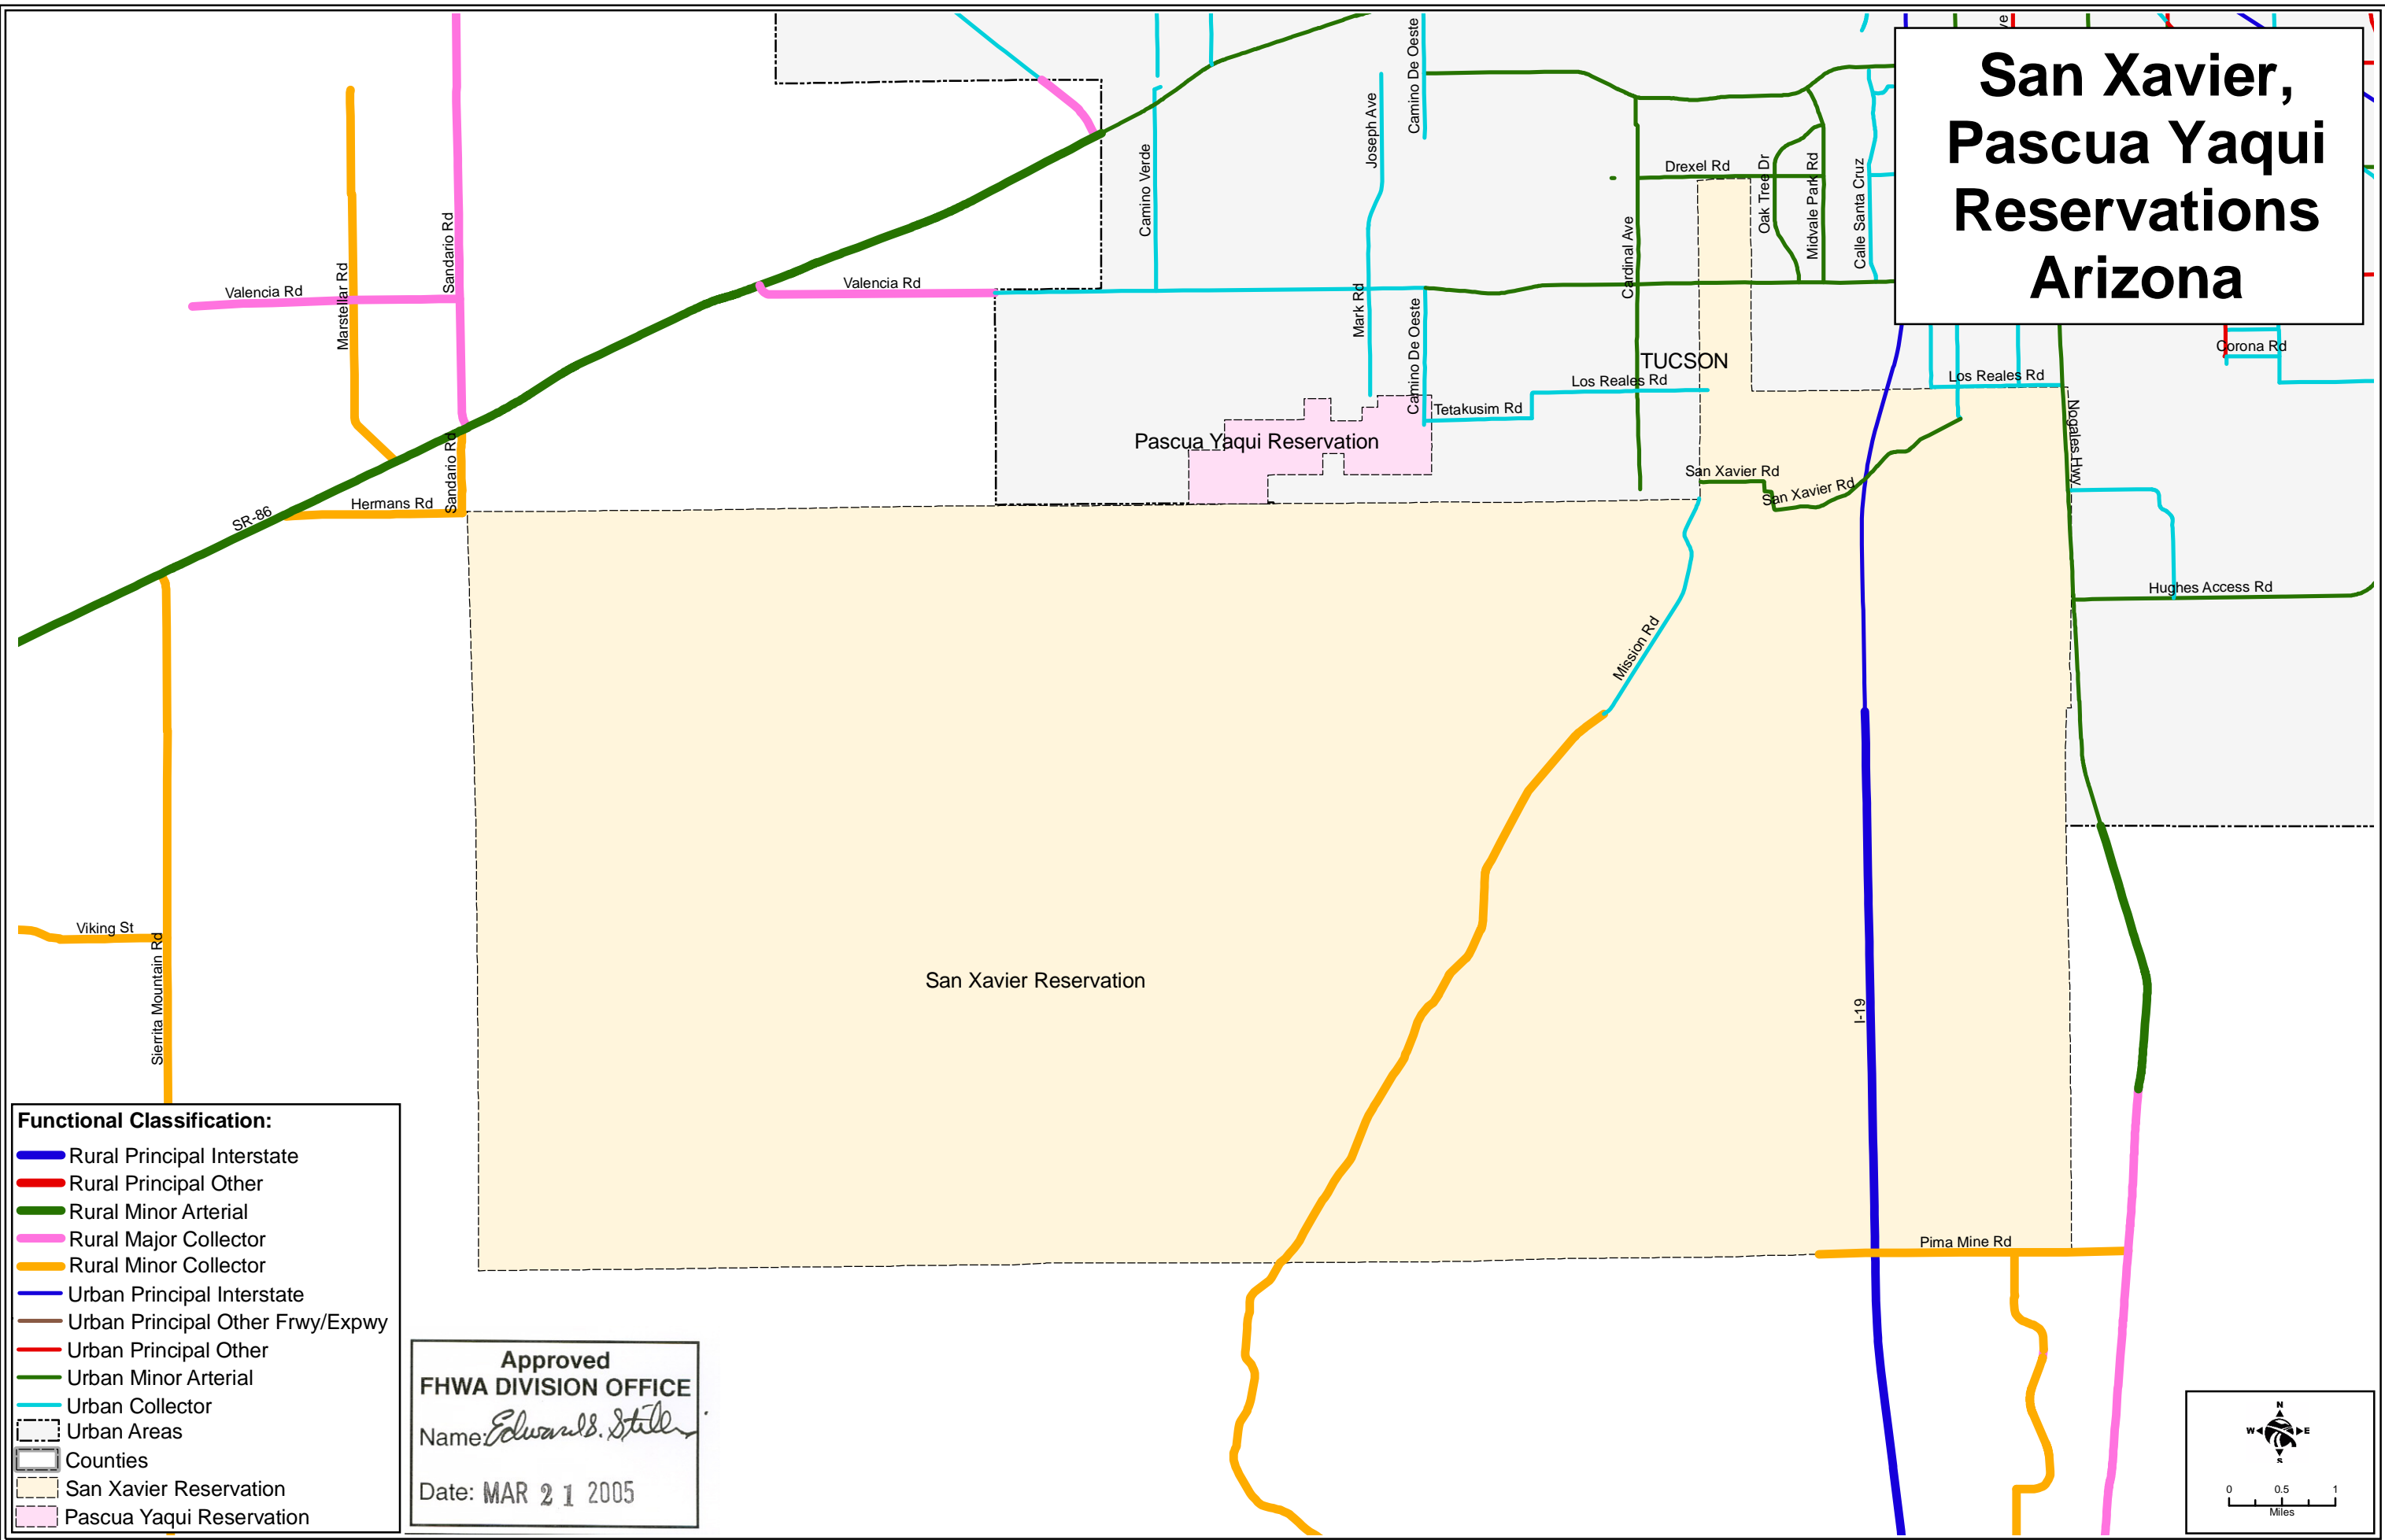 San Xavier,
Pascua Yaqui
Reservations
Arizona
ve
Camino De Oeste
Joseph Ave
Camino Verde
Drexel Rd
Oak Tree Dr
Midvale Park Rd
Calle Santa Cruz
Cardinal Ave
Sandario Rd
Marstellar Rd
Valencia Rd
Valencia Rd
Mark Rd
Camino De Oeste
TUCSON
Corona Rd
Los Reales Rd
Los Reales Rd
Tetakusim Rd
Nogales Hwy
Pascua Yaqui Reservation
San Xavier Rd
San Xavier Rd
Sandario Rd
Hermans Rd
SR-86
Hughes Access Rd
Mission Rd
Viking St
Sierrita Mountain Rd
San Xavier Reservation
I-19
Pima Mine Rd
Functional Classification:
Rural Principal Interstate
Rural Principal Other
Rural Minor Arterial
Rural Major Collector
Rural Minor Collector
Urban Principal Interstate
Urban Principal Other Frwy/Expwy
Urban Principal Other
Urban Minor Arterial
Urban Collector
Urban Areas
Counties
San Xavier Reservation
Pascua Yaqui Reservation
Approved
FHWA DIVISION OFFICE
Name:
Date: MAR 21 2005
N
W E
S
0 0.5 1
Miles